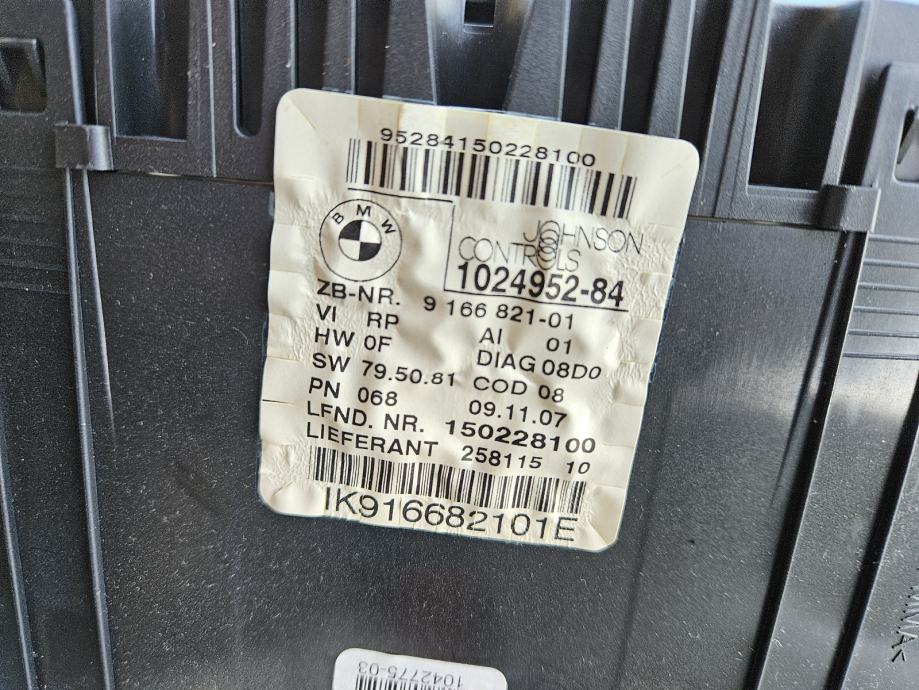 95284150228100
BMW
JOHNSON
CONTROLS
1024952-84
ZB-NR. 9 166 821-01
VI RP AI 01
HW 0F DIAG 08D0
SW 79.50.81 COD 08
PN 068 09.11.07
LFND. NR. 150228100
LIEFERANT 258115 10
IK916682101E
1042775-03